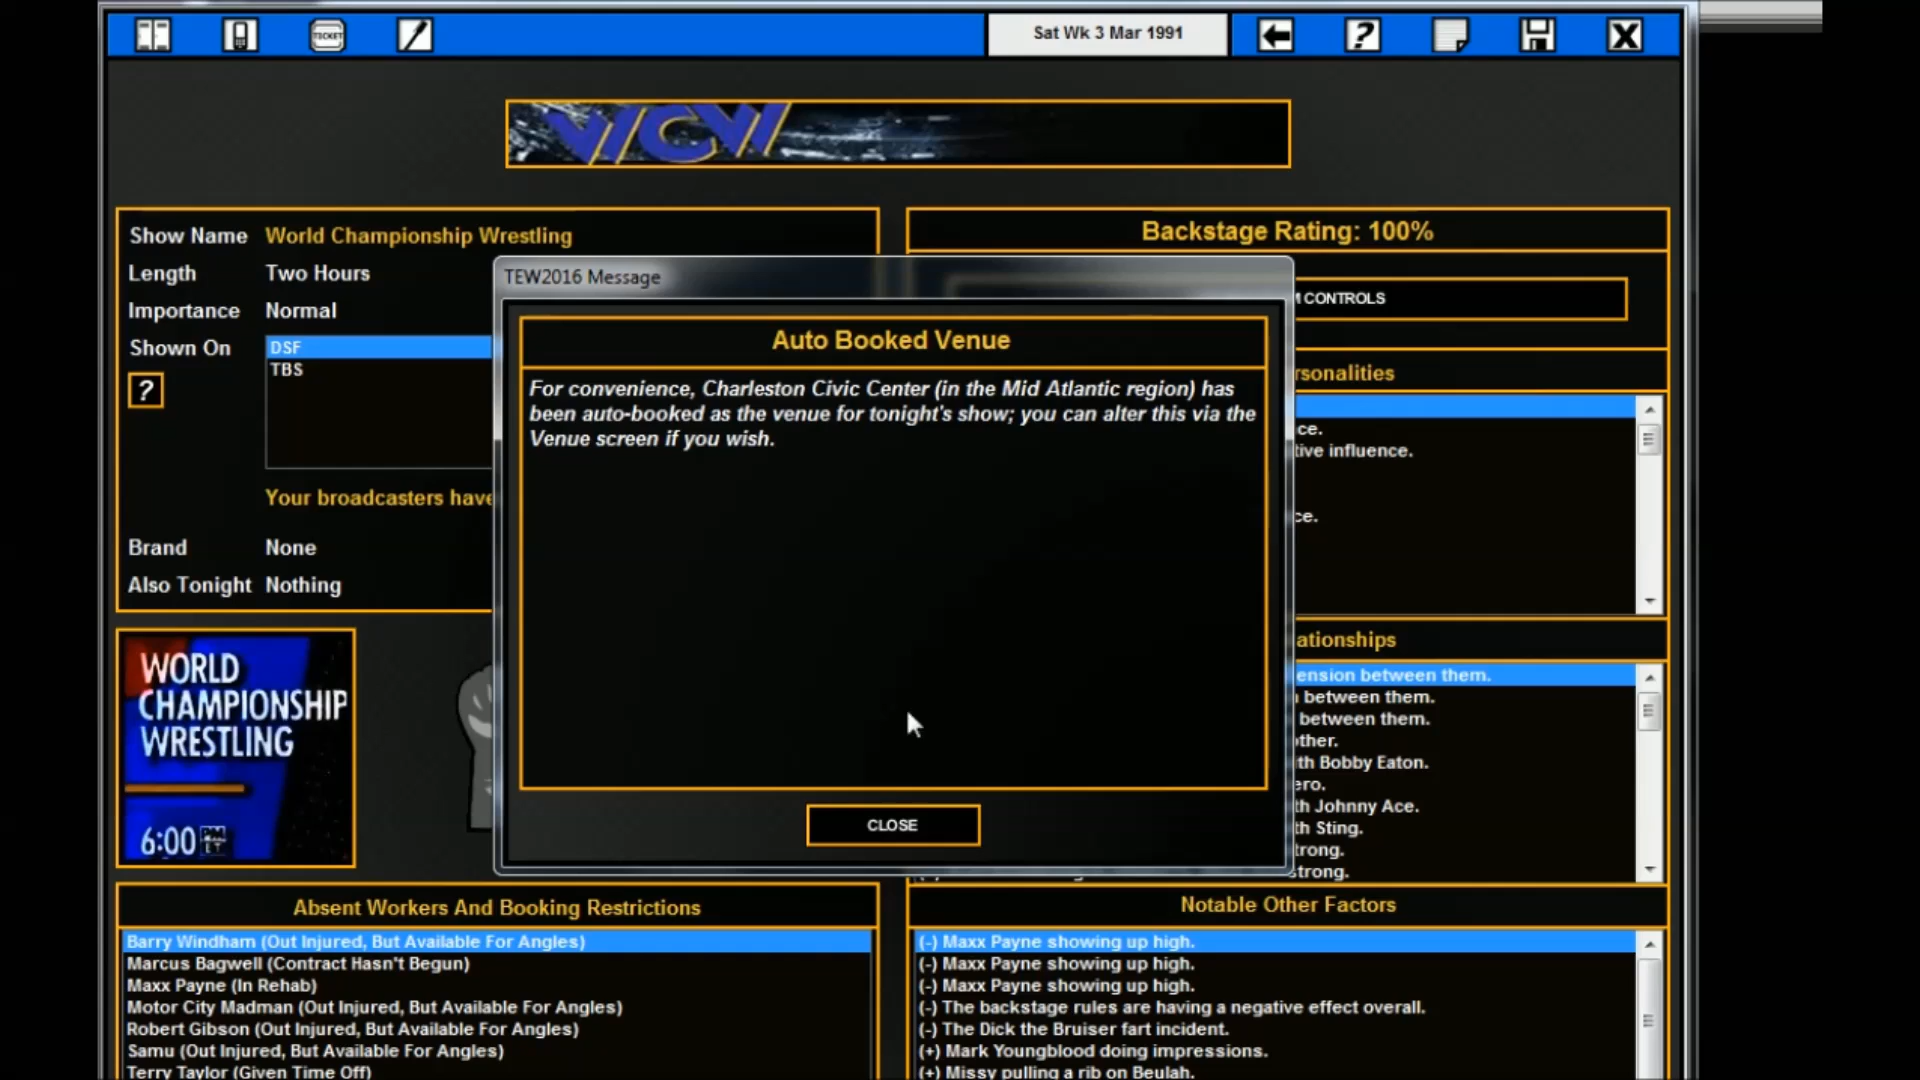 TICKET
Sat Wk 3 Mar 1991
?
X
WCW
Show Name World Championship Wrestling
Length Two Hours
Importance Normal
Shown On DSF
TBS
?
Your broadcasters have
Brand None
Also Tonight Nothing
Backstage Rating: 100%
CONTROLS
TEW2016 Message
Auto Booked Venue
For convenience, Charleston Civic Center (in the Mid Atlantic region) has
been auto-booked as the venue for tonight's show; you can alter this via the
Venue screen if you wish.
CLOSE
rsonalities
ce.
tive influence.
ce.
ationships
ension between them.
between them.
between them.
other.
th Bobby Eaton.
ero.
th Johnny Ace.
th Sting.
trong.
strong.
WORLD
CHAMPIONSHIP
WRESTLING
6:00 PM ET
Absent Workers And Booking Restrictions
Barry Windham (Out Injured, But Available For Angles)
Marcus Bagwell (Contract Hasn't Begun)
Maxx Payne (In Rehab)
Motor City Madman (Out Injured, But Available For Angles)
Robert Gibson (Out Injured, But Available For Angles)
Samu (Out Injured, But Available For Angles)
Terry Taylor (Given Time Off)
Notable Other Factors
(-) Maxx Payne showing up high.
(-) Maxx Payne showing up high.
(-) Maxx Payne showing up high.
(-) The backstage rules are having a negative effect overall.
(-) The Dick the Bruiser fart incident.
(+) Mark Youngblood doing impressions.
(+) Missy pulling a rib on Beulah.